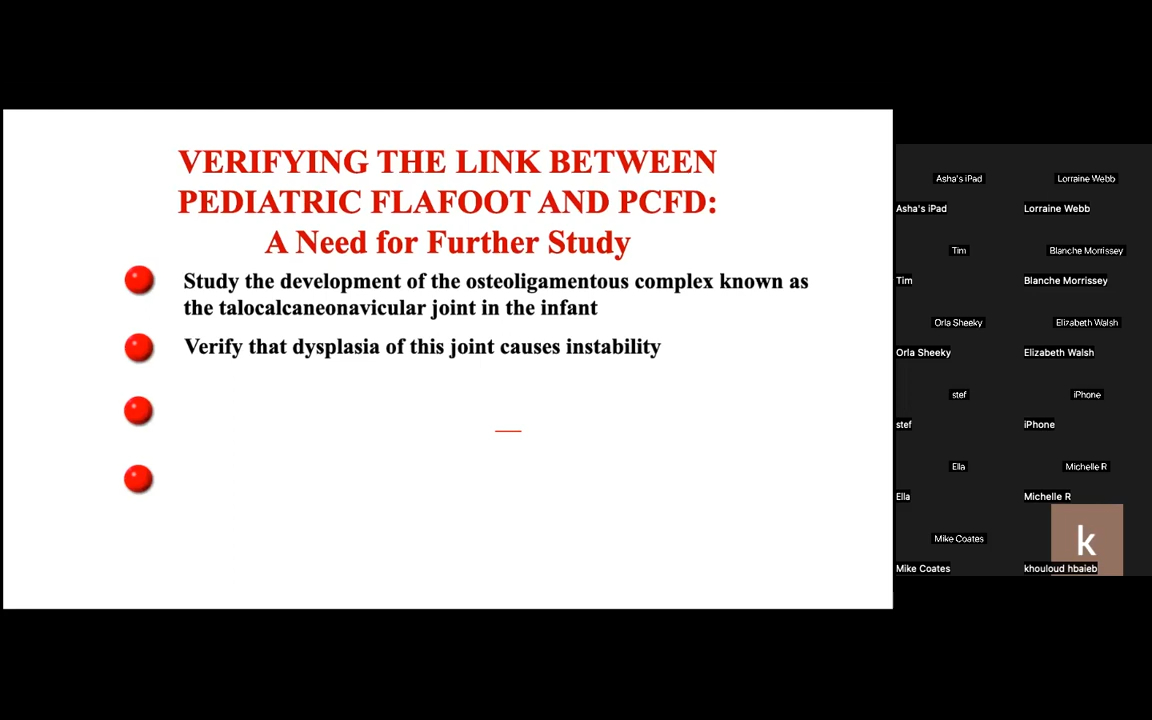 VERIFYING THE LINK BETWEEN
PEDIATRIC FLAFOOT AND PCFD:
A Need for Further Study
Study the development of the osteoligamentous complex known as
the talocalcaneonavicular joint in the infant
Verify that dysplasia of this joint causes instability
Asha's iPad
Lorraine Webb
Asha's iPad
Lorraine Webb
Tim
Blanche Morrissey
Tim
Blanche Morrissey
Orla Sheeky
Elizabeth Walsh
Orla Sheeky
Elizabeth Walsh
stef
iPhone
stef
iPhone
Ella
Michelle R
Ella
Michelle R
Mike Coates
k
Mike Coates
khouloud hbaieb